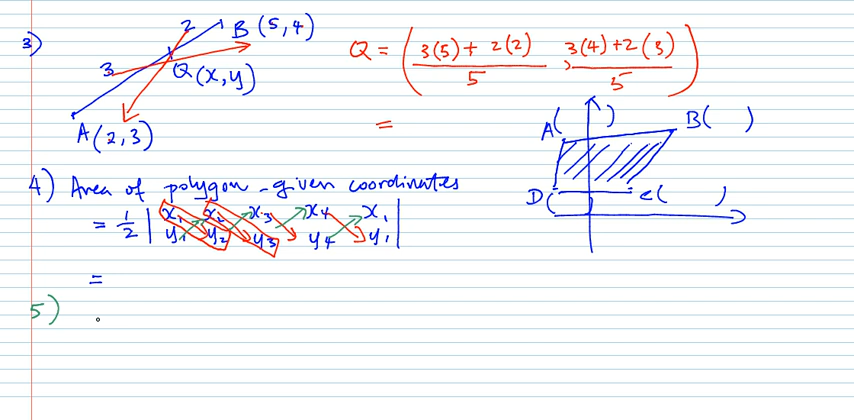 3)
2
B (5,4)
3
Q(x,y)
A(2,3)
Q = ( 3(5) + 2(2) / 5 , 3(4) + 2(3) / 5 )
=
A( )
B( )
D(
C( )
4) Area of polygon - given coordinates
= 1/2 | x1 x2 x3 x4 x1
y1 y2 y3 y4 y1 |
=
5)